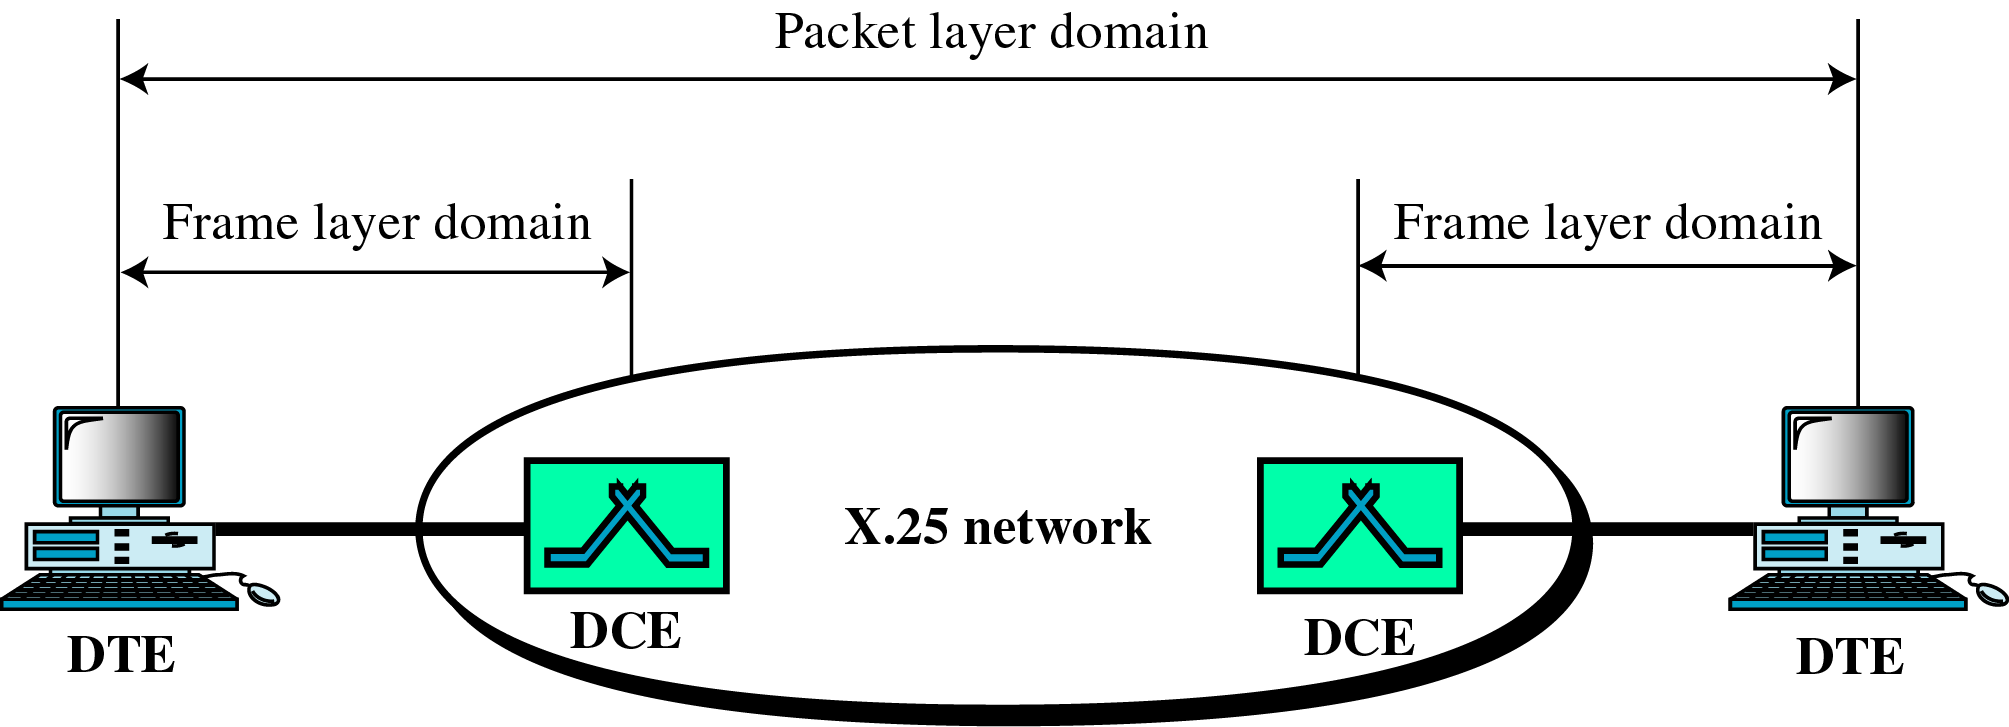 Packet layer domain
Frame layer domain
Frame layer domain
X.25 network
DCE
DCE
DTE
DTE